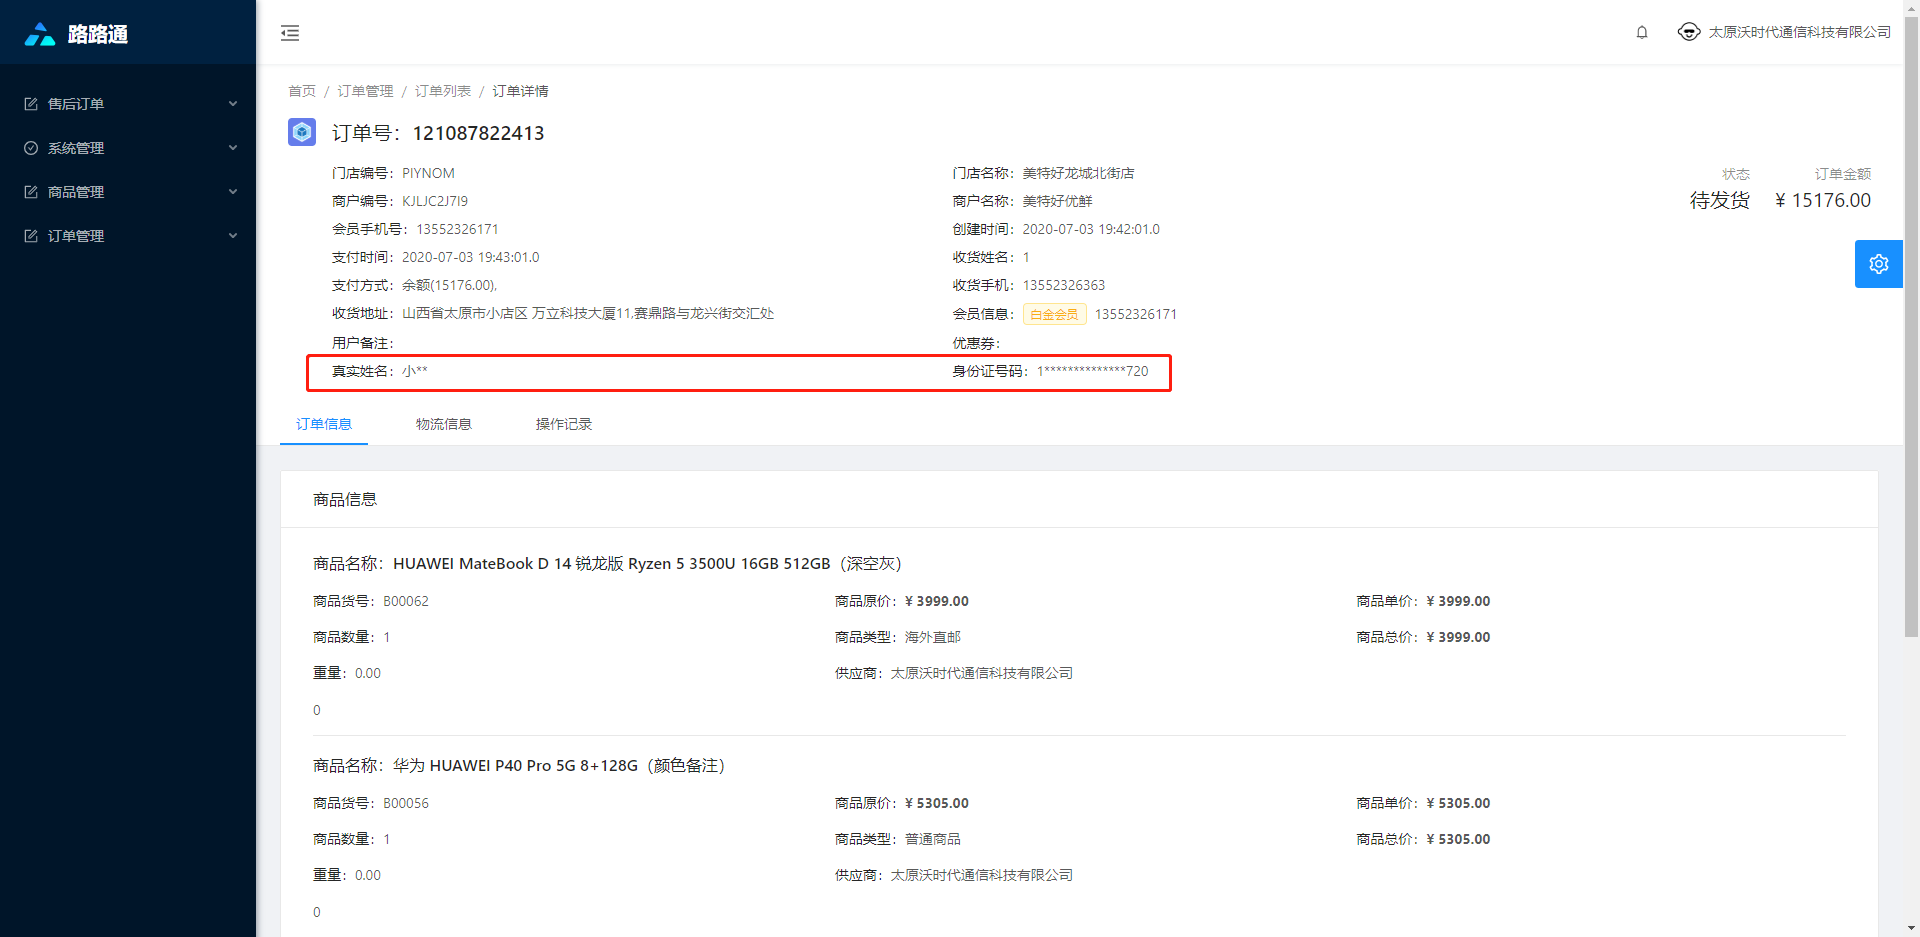 路路通
太原沃时代通信科技有限公司
售后订单
系统管理
商品管理
订单管理
首页 / 订单管理 / 订单列表 / 订单详情
订单号：121087822413
门店编号：PIYNOM 门店名称：美特好龙城北街店
状态 订单金额
商户编号：KJLJC2J7I9 商户名称：美特好优鲜
待发货 ¥ 15176.00
会员手机号：13552326171 创建时间：2020-07-03 19:42:01.0
支付时间：2020-07-03 19:43:01.0 收货姓名：1
支付方式：余额(15176.00), 收货手机：13552326363
收货地址：山西省太原市小店区 万立科技大厦11,赛鼎路与龙兴街交汇处 会员信息：白金会员 13552326171
用户备注： 优惠券：
真实姓名：小** 身份证号码：1**************720
订单信息 物流信息 操作记录
商品信息
商品名称：HUAWEI MateBook D 14 锐龙版 Ryzen 5 3500U 16GB 512GB（深空灰）
商品货号：B00062 商品原价：¥ 3999.00 商品单价：¥ 3999.00
商品数量：1 商品类型：海外直邮 商品总价：¥ 3999.00
重量：0.00 供应商：太原沃时代通信科技有限公司
0
商品名称：华为 HUAWEI P40 Pro 5G 8+128G（颜色备注）
商品货号：B00056 商品原价：¥ 5305.00 商品单价：¥ 5305.00
商品数量：1 商品类型：普通商品 商品总价：¥ 5305.00
重量：0.00 供应商：太原沃时代通信科技有限公司
0